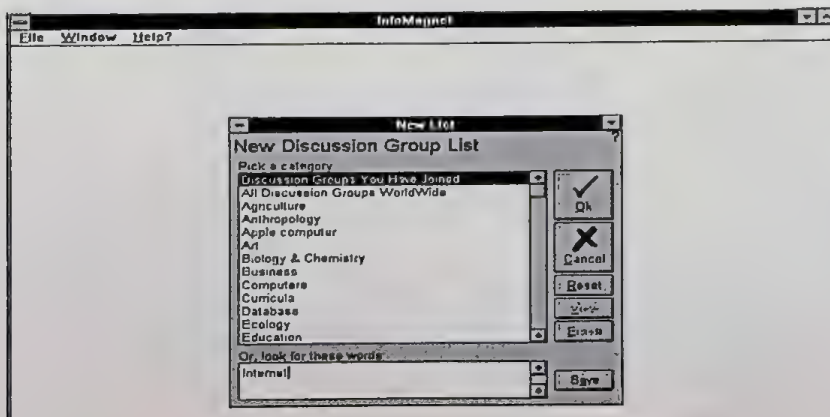 InfoMagnet
File Window Help?
New List
New Discussion Group List
?
Pick a category
Discussion Groups You Have Joined
All Discussion Groups WorldWide
Agriculture
Anthropology
Apple computer
Art
Biology & Chemistry
Business
Computers
Curricula
Database
Ecology
Education
Ok
Cancel
Reset
View
Erase
Or, look for these words
Internet
Save